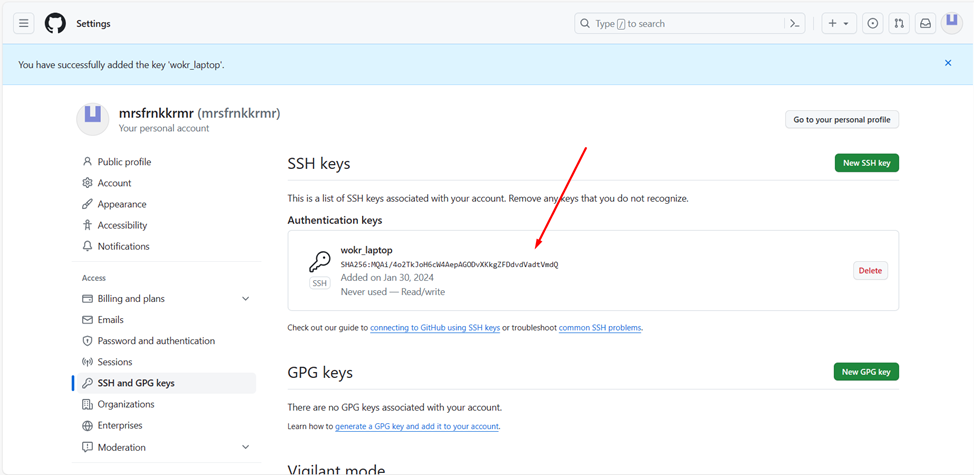 Settings
Type / to search
You have successfully added the key 'wokr_laptop'.
mrsfrnkkrmr (mrsfrnkkrmr)
Your personal account
Go to your personal profile
Public profile
Account
Appearance
Accessibility
Notifications
Access
Billing and plans
Emails
Password and authentication
Sessions
SSH and GPG keys
Organizations
Enterprises
Moderation
SSH keys
New SSH key
This is a list of SSH keys associated with your account. Remove any keys that you do not recognize.
Authentication keys
wokr_laptop
SHA256:MQAi/4o2TkJoH6cW4AepAGODvXKkgZFDdvdVadtVmdQ
Added on Jan 30, 2024
Never used — Read/write
SSH
Delete
Check out our guide to connecting to GitHub using SSH keys or troubleshoot common SSH problems.
GPG keys
New GPG key
There are no GPG keys associated with your account.
Learn how to generate a GPG key and add it to your account.
Vigilant mode